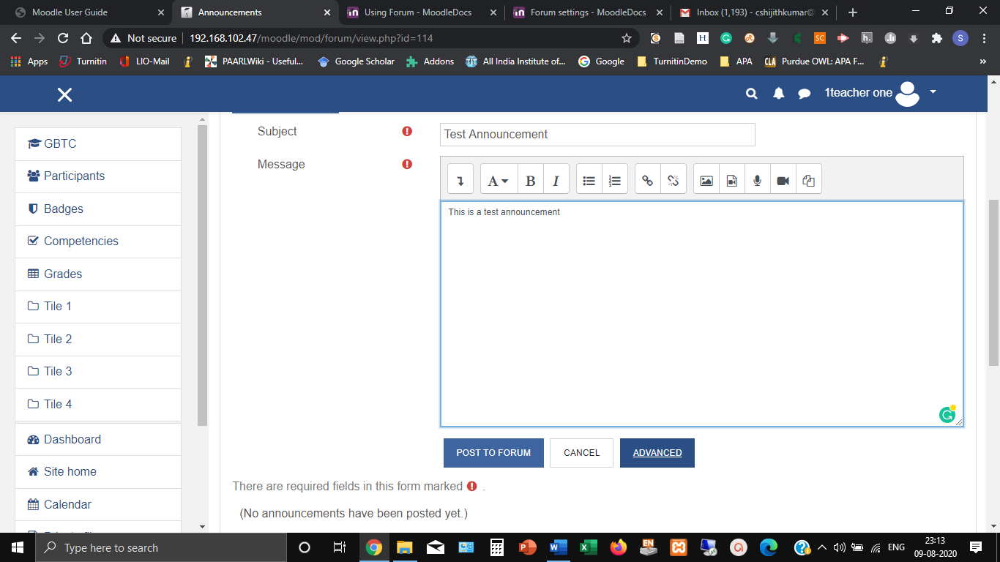 Moodle User Guide
Announcements
Using Forum - MoodleDocs
Forum settings - MoodleDocs
Inbox (1,193) - cshijithkumar@
Not secure
192.168.102.47/moodle/mod/forum/view.php?id=114
Apps
Turnitin
LIO-Mail
PAARLWiki - Useful...
Google Scholar
Addons
All India Institute of...
Google
TurnitinDemo
APA
Purdue OWL: APA F...
1teacher one
GBTC
Participants
Badges
Competencies
Grades
Tile 1
Tile 2
Tile 3
Tile 4
Dashboard
Site home
Calendar
Subject
Test Announcement
Message
A
B
I
This is a test announcement
POST TO FORUM
CANCEL
ADVANCED
There are required fields in this form marked .
(No announcements have been posted yet.)
Type here to search
ENG
23:13
09-08-2020